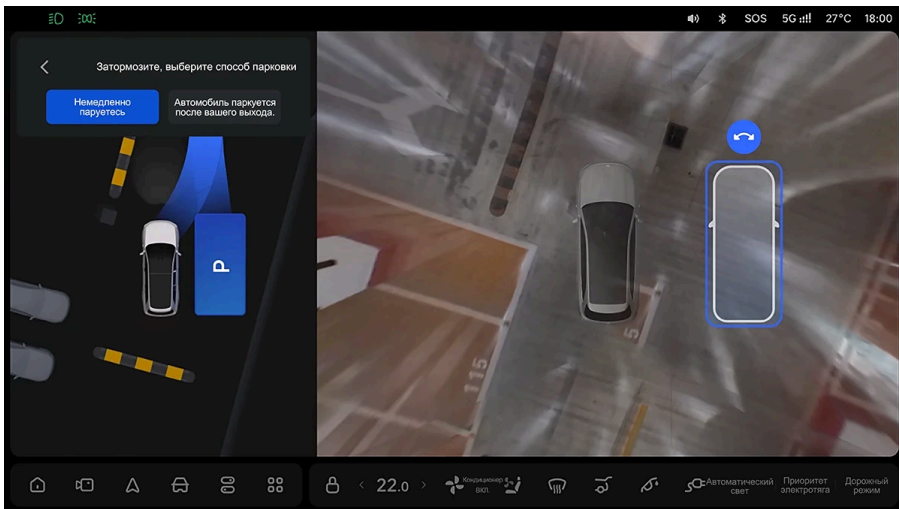 SOS 5G 27°C 18:00
Затормозите, выберите способ парковки
Немедленно
паруетесь
Автомобиль паркуется
после вашего выхода.
P
115
5
22.0
Кондиционер
вкл.
Автоматический
свет
Приоритет
электротяга
Дорожный
режим